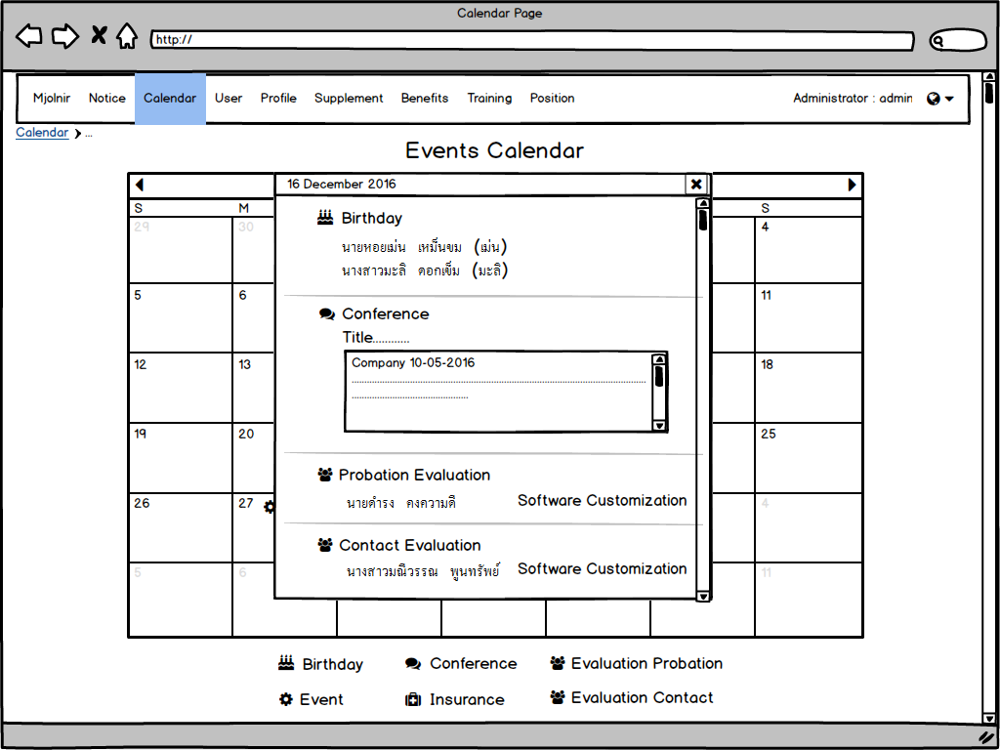 Calendar Page
http://
Mjolnir Notice Calendar User Profile Supplement Benefits Training Position Administrator : admin
Calendar ...
Events Calendar
16 December 2016
S M S
29 30 4
Birthday
นายหอยเม่น เหม็นขม (เม่น)
นางสาวมะลิ ดอกเข็ม (มะลิ)
5 6 11
Conference
Title............
Company 10-05-2016
12 13 18
19 20 25
Probation Evaluation
นายดำรง คงความดี Software Customization
26 27 4
Contact Evaluation
นางสาวมณีวรรณ พูนทรัพย์ Software Customization
5 6 11
Birthday Conference Evaluation Probation
Event Insurance Evaluation Contact